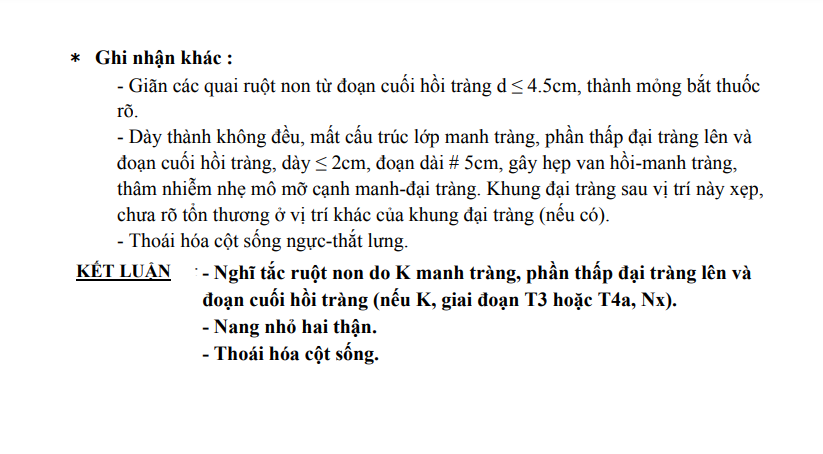 * Ghi nhận khác :
- Giãn các quai ruột non từ đoạn cuối hồi tràng d ≤ 4.5cm, thành mỏng bắt thuốc
rõ.
- Dày thành không đều, mất cấu trúc lớp manh tràng, phần thấp đại tràng lên và
đoạn cuối hồi tràng, dày ≤ 2cm, đoạn dài # 5cm, gây hẹp van hồi-manh tràng,
thâm nhiễm nhẹ mô mỡ cạnh manh-đại tràng. Khung đại tràng sau vị trí này xẹp,
chưa rõ tổn thương ở vị trí khác của khung đại tràng (nếu có).
- Thoái hóa cột sống ngực-thắt lưng.
KẾT LUẬN - Nghĩ tắc ruột non do K manh tràng, phần thấp đại tràng lên và
đoạn cuối hồi tràng (nếu K, giai đoạn T3 hoặc T4a, Nx).
- Nang nhỏ hai thận.
- Thoái hóa cột sống.